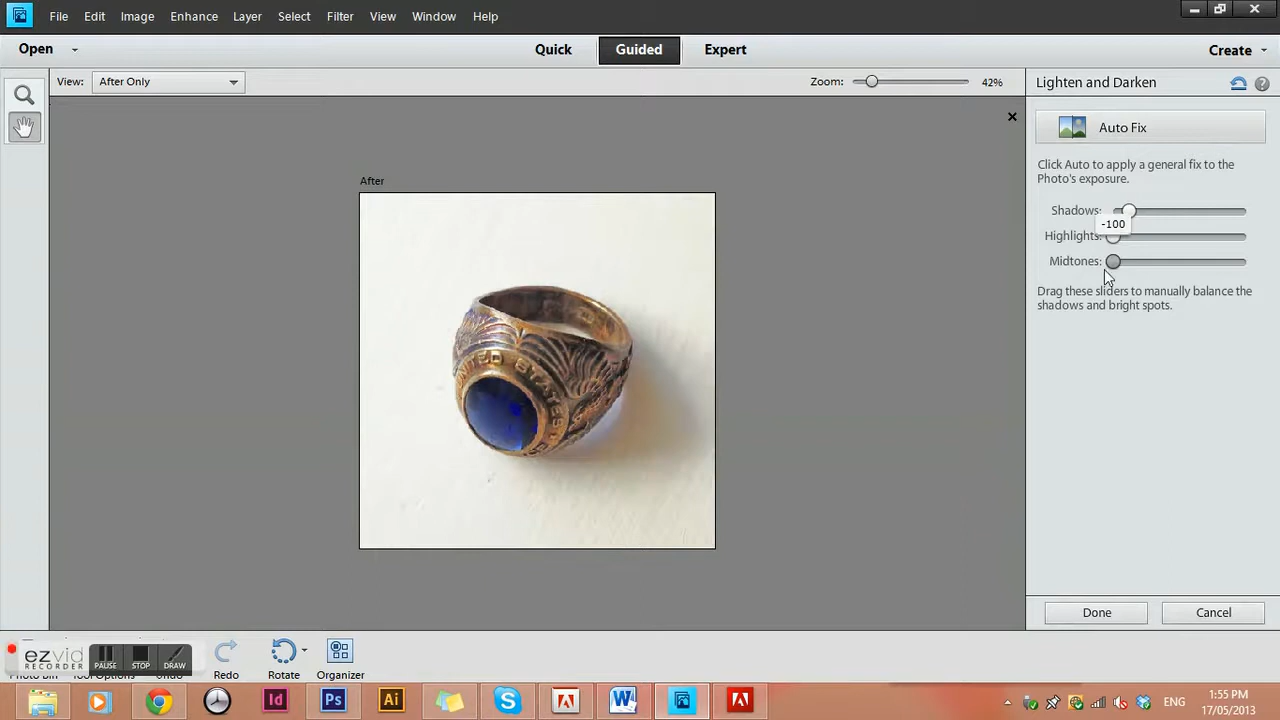 File Edit Image Enhance Layer Select Filter View Window Help
Open Quick Guided Expert Create
View: After Only Zoom: 42% Lighten and Darken
Auto Fix
Click Auto to apply a general fix to the
Photo's exposure.
After
Shadows:
-100
Highlights:
Midtones:
Drag these sliders to manually balance the
shadows and bright spots.
UNITED STATES
Done Cancel
ezvid
RECORDER
PAUSE STOP DRAW
Redo Rotate Organizer
Id Ps Ai
ENG
1:55 PM
17/05/2013